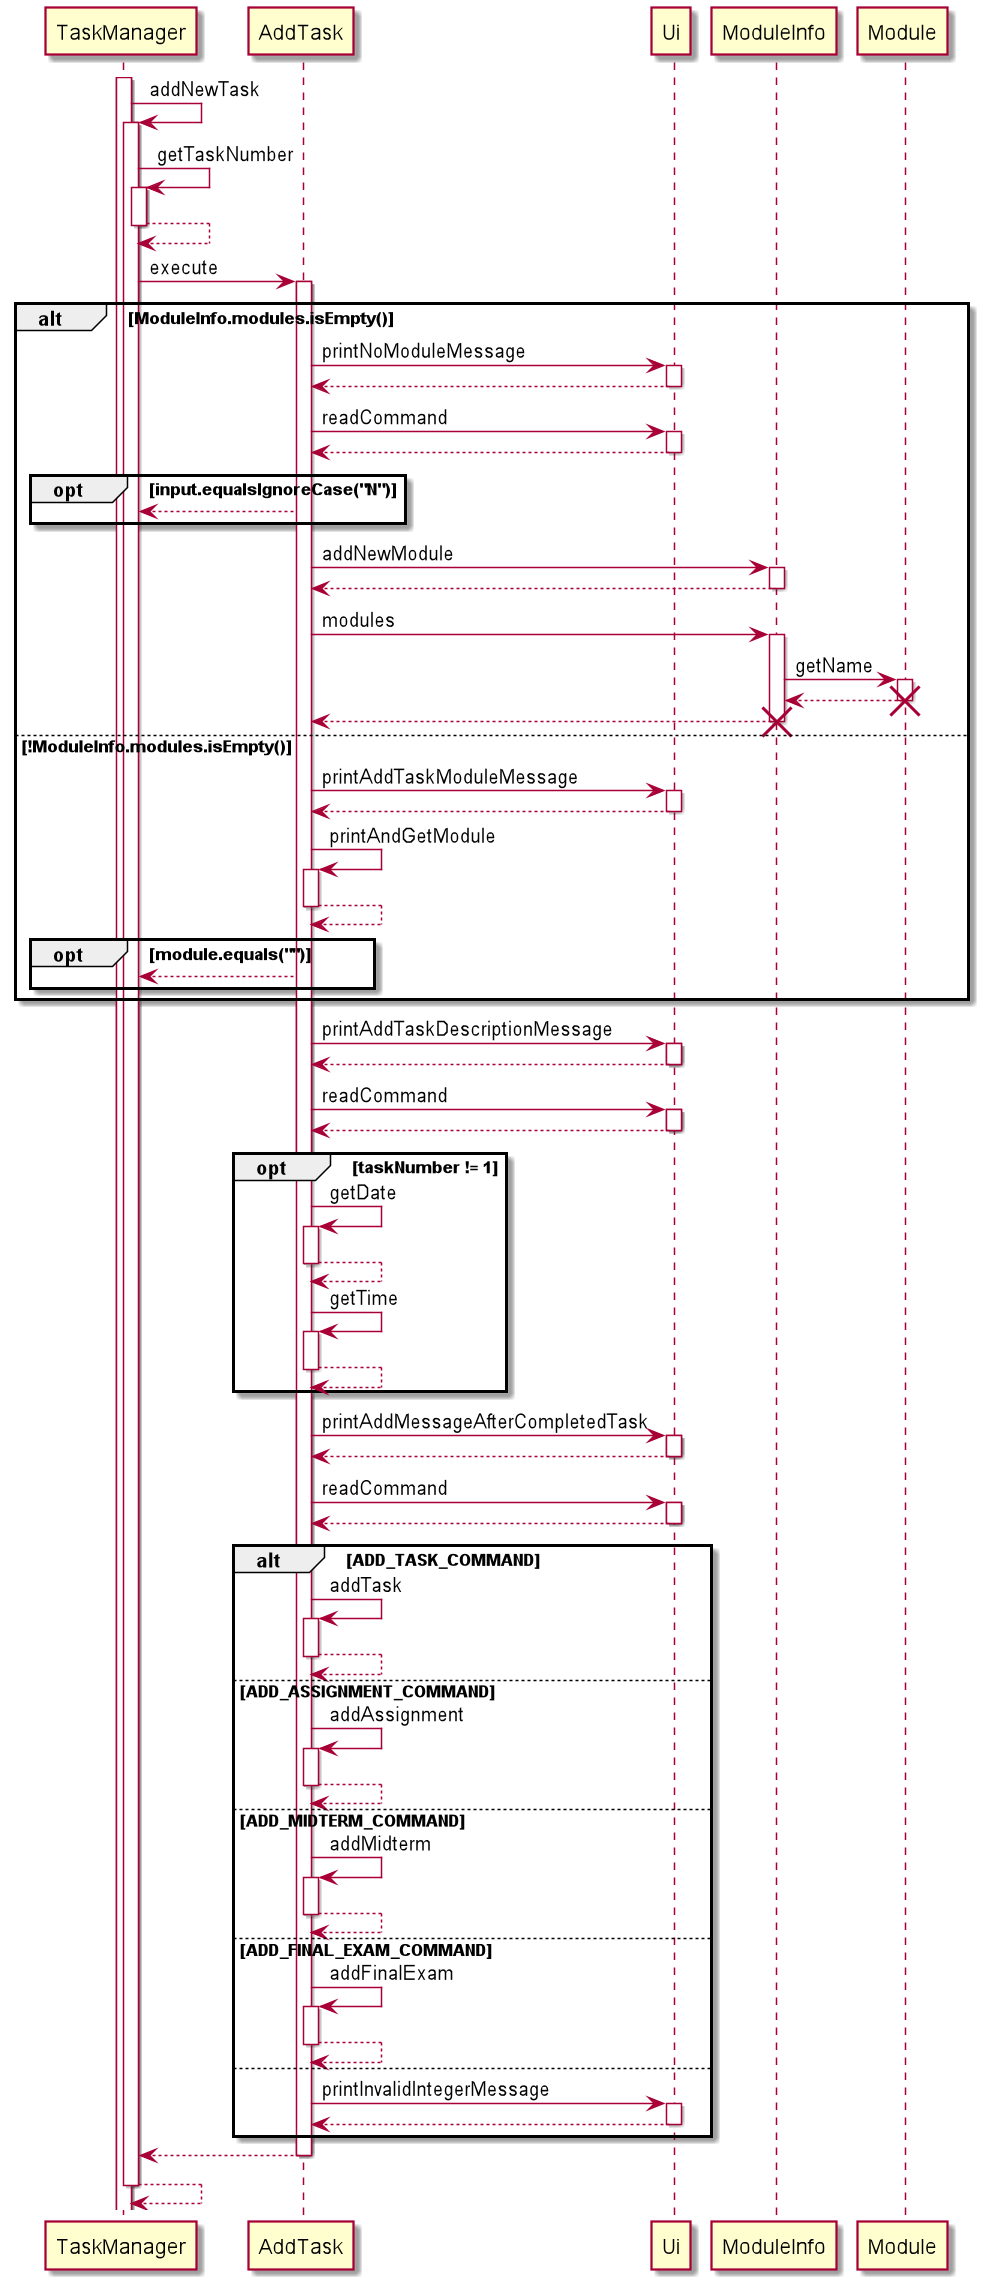 TaskManager AddTask Ui ModuleInfo Module
addNewTask
getTaskNumber
execute
alt [ModuleInfo.modules.isEmpty()]
printNoModuleMessage
readCommand
opt [input.equalsIgnoreCase("N")]
addNewModule
modules
getName
[!ModuleInfo.modules.isEmpty()]
printAddTaskModuleMessage
printAndGetModule
opt [module.equals("")]
printAddTaskDescriptionMessage
readCommand
opt [taskNumber != 1]
getDate
getTime
printAddMessageAfterCompletedTask
readCommand
alt [ADD_TASK_COMMAND]
addTask
[ADD_ASSIGNMENT_COMMAND]
addAssignment
[ADD_MIDTERM_COMMAND]
addMidterm
[ADD_FINAL_EXAM_COMMAND]
addFinalExam
printInvalidIntegerMessage
TaskManager AddTask Ui ModuleInfo Module